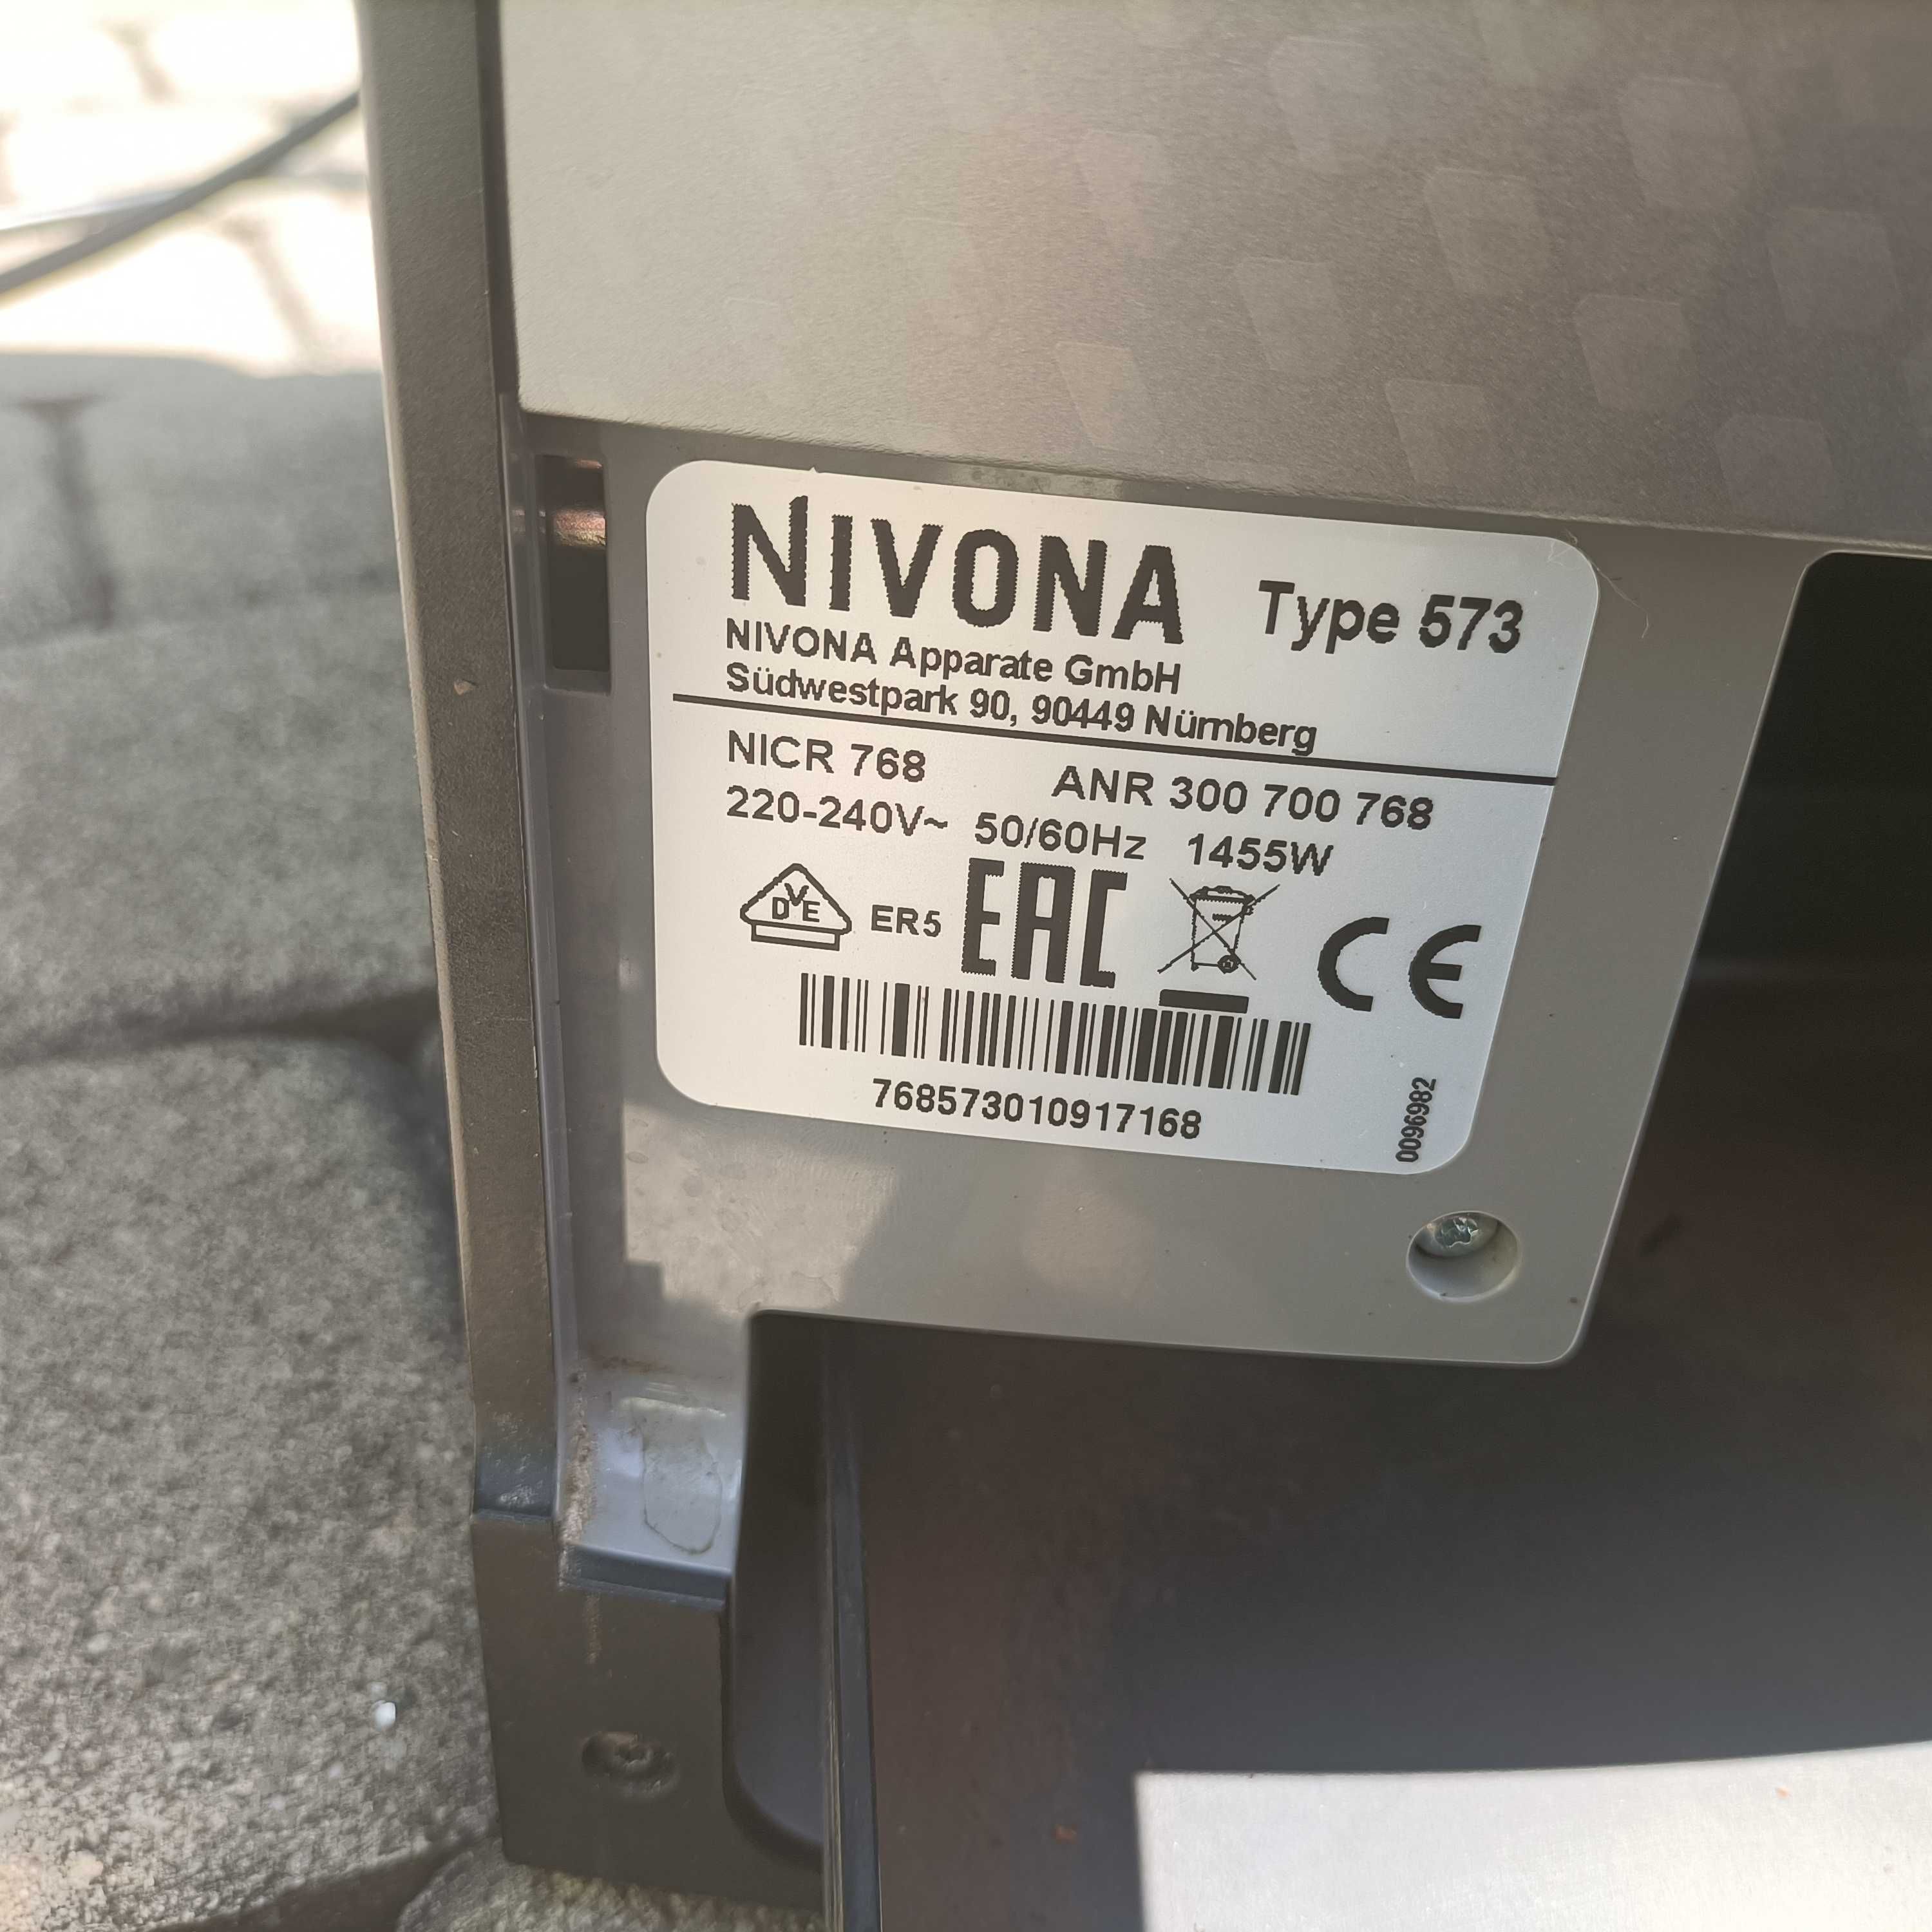 NIVONA Type 573
NIVONA Apparate GmbH
Südwestpark 90, 90449 Nürnberg
NICR 768 ANR 300 700 768
220-240V~ 50/60Hz 1455W
DVE ER5 EAC CE
768573010917168
0096982